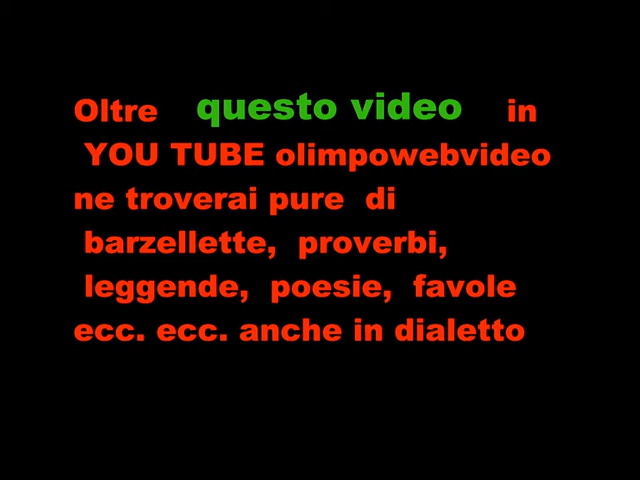 Oltre questo video in
YOU TUBE olimpowebvideo
ne troverai pure di
barzellette, proverbi,
leggende, poesie, favole
ecc. ecc. anche in dialetto